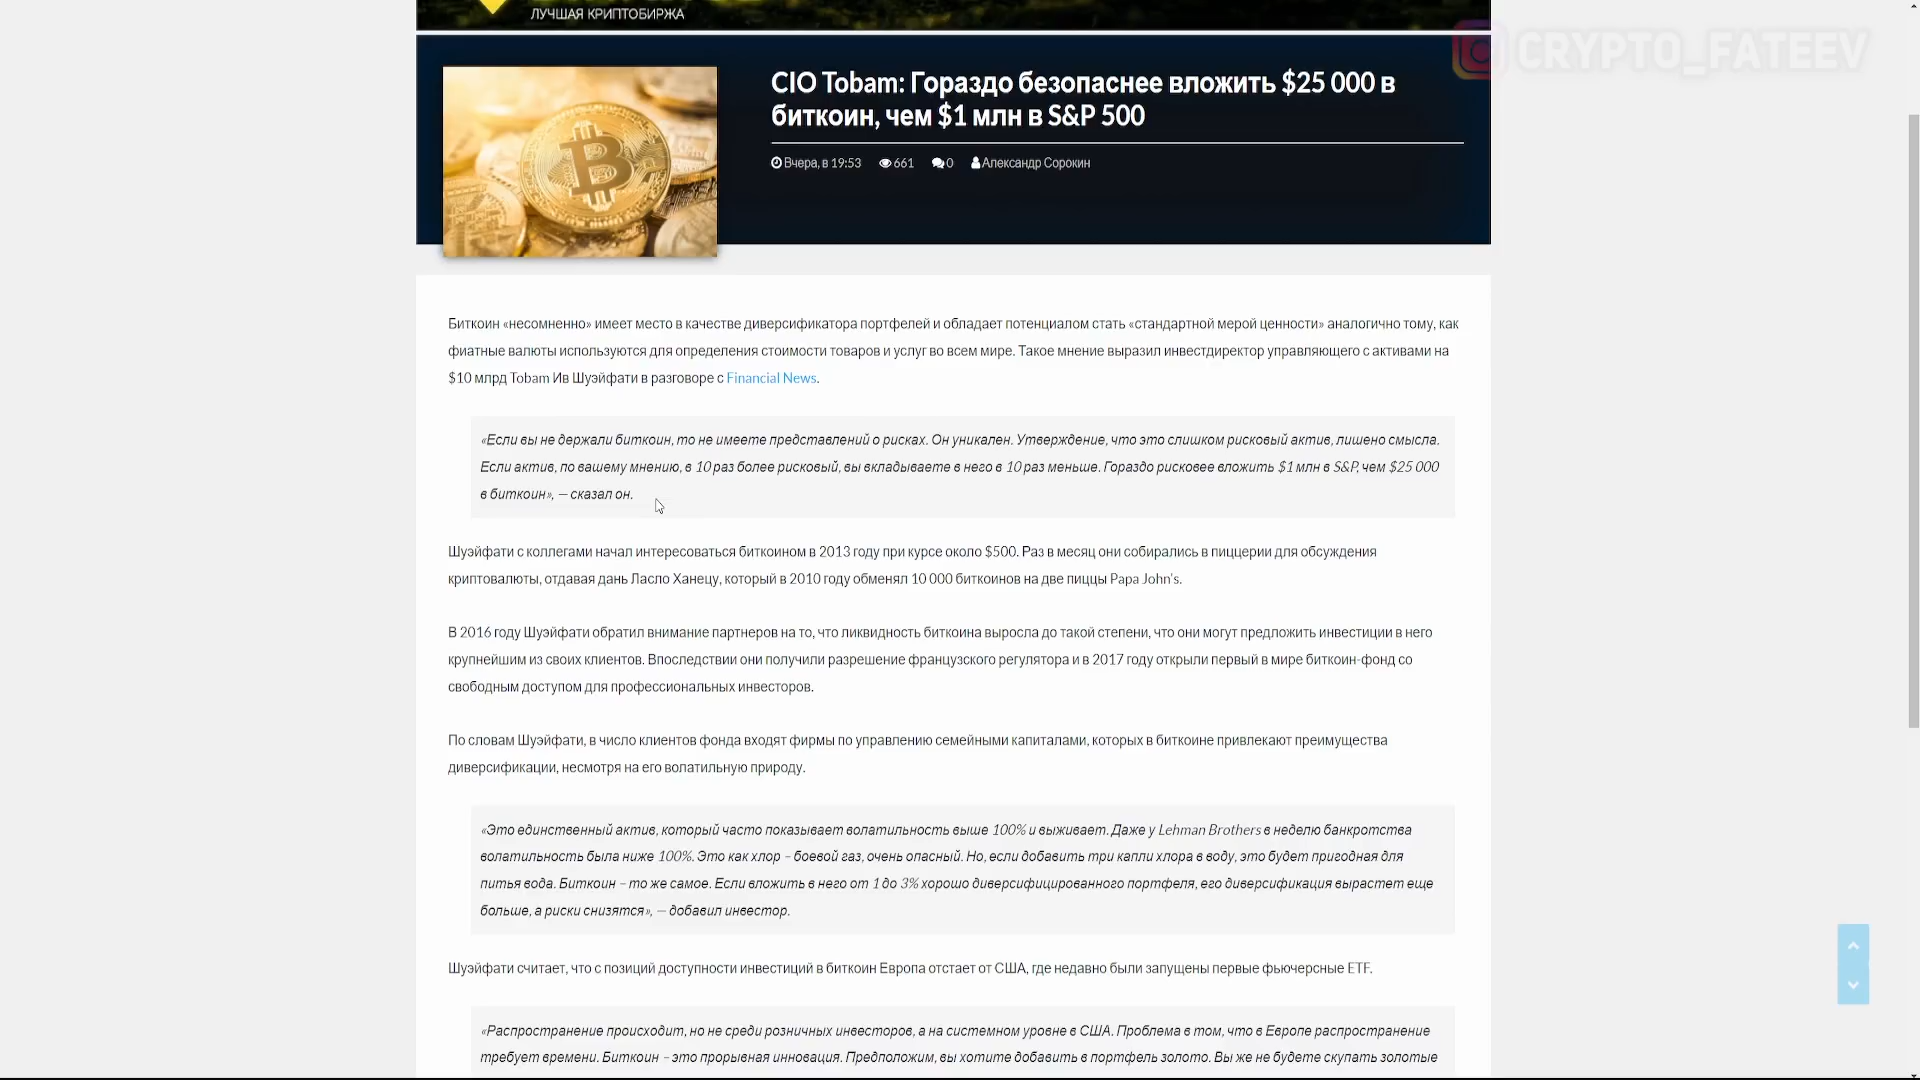 ЛУЧШАЯ КРИПТОБИРЖА
CRYPTO_FATEEV
CIO Tobam: Гораздо безопаснее вложить $25 000 в
биткоин, чем $1 млн в S&P 500
Вчера, в 19:53 661 0 Александр Сорокин
Биткоин «несомненно» имеет место в качестве диверсификатора портфелей и обладает потенциалом стать «стандартной мерой ценности» аналогично тому, как
фиатные валюты используются для определения стоимости товаров и услуг во всем мире. Такое мнение выразил инвестдиректор управляющего с активами на
$10 млрд Tobam Ив Шуэйфати в разговоре с Financial News.
«Если вы не держали биткоин, то не имеете представлений о рисках. Он уникален. Утверждение, что это слишком рисковый актив, лишено смысла.
Если актив, по вашему мнению, в 10 раз более рисковый, вы вкладываете в него в 10 раз меньше. Гораздо рисковее вложить $1 млн в S&P, чем $25 000
в биткоин», — сказал он.
Шуэйфати с коллегами начал интересоваться биткоином в 2013 году при курсе около $500. Раз в месяц они собирались в пиццерии для обсуждения
криптовалюты, отдавая дань Ласло Ханецу, который в 2010 году обменял 10 000 биткоинов на две пиццы Papa John's.
В 2016 году Шуэйфати обратил внимание партнеров на то, что ликвидность биткоина выросла до такой степени, что они могут предложить инвестиции в него
крупнейшим из своих клиентов. Впоследствии они получили разрешение французского регулятора и в 2017 году открыли первый в мире биткоин-фонд со
свободным доступом для профессиональных инвесторов.
По словам Шуэйфати, в число клиентов фонда входят фирмы по управлению семейными капиталами, которых в биткоине привлекают преимущества
диверсификации, несмотря на его волатильную природу.
«Это единственный актив, который часто показывает волатильность выше 100% и выживает. Даже у Lehman Brothers в неделю банкротства
волатильность была ниже 100%. Это как хлор – боевой газ, очень опасный. Но, если добавить три капли хлора в воду, это будет пригодная для
питья вода. Биткоин – то же самое. Если вложить в него от 1 до 3% хорошо диверсифицированного портфеля, его диверсификация вырастет еще
больше, а риски снизятся», — добавил инвестор.
Шуэйфати считает, что с позиций доступности инвестиций в биткоин Европа отстает от США, где недавно были запущены первые фьючерсные ETF.
«Распространение происходит, но не среди розничных инвесторов, а на системном уровне в США. Проблема в том, что в Европе распространение
требует времени. Биткоин – это прорывная инновация. Предположим, вы хотите добавить в портфель золото. Вы же не будете скупать золотые